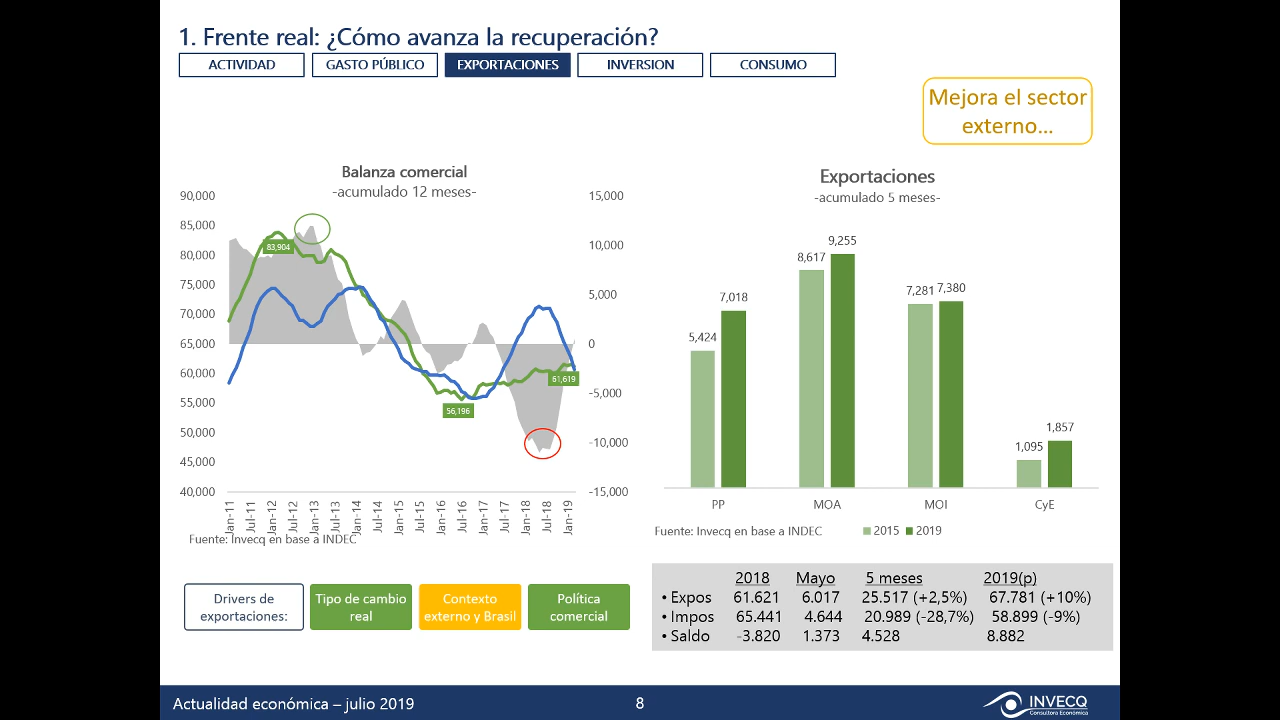 1. Frente real: ¿Cómo avanza la recuperación?
ACTIVIDAD
GASTO PÚBLICO
EXPORTACIONES
INVERSION
CONSUMO
Mejora el sector
externo...
Balanza comercial
-acumulado 12 meses-
90,000
85,000
80,000
75,000
70,000
65,000
60,000
55,000
50,000
45,000
40,000
15,000
10,000
5,000
0
-5,000
-10,000
-15,000
83,904
56,196
61,619
Jan-11
Jul-11
Jan-12
Jul-12
Jan-13
Jul-13
Jan-14
Jul-14
Jan-15
Jul-15
Jan-16
Jul-16
Jan-17
Jul-17
Jan-18
Jul-18
Jan-19
Fuente: Invecq en base a INDEC
Exportaciones
-acumulado 5 meses-
5,424
7,018
8,617
9,255
7,281
7,380
1,095
1,857
PP
MOA
MOI
CyE
Fuente: Invecq en base a INDEC
2015
2019
Drivers de
exportaciones:
Tipo de cambio
real
Contexto
externo y Brasil
Política
comercial
2018 Mayo 5 meses 2019(p)
• Expos 61.621 6.017 25.517 (+2,5%) 67.781 (+10%)
• Impos 65.441 4.644 20.989 (-28,7%) 58.899 (-9%)
• Saldo -3.820 1.373 4.528 8.882
Actualidad económica – julio 2019
8
INVECQ
Consultora Económica